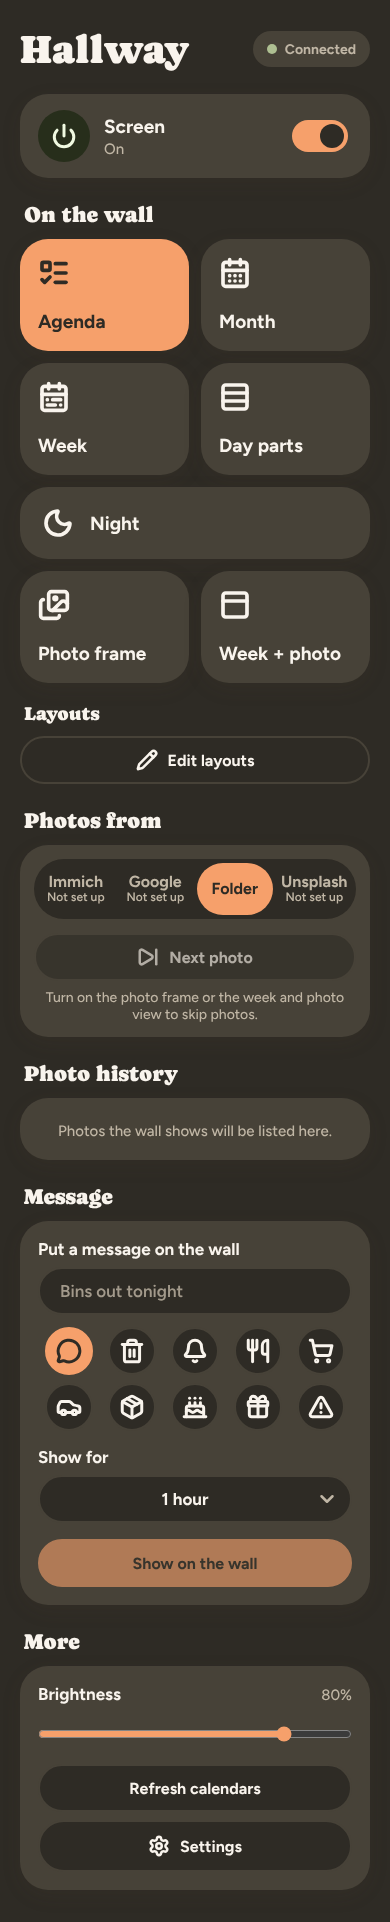 Hallway
Connected
Screen
On
On the wall
Agenda
Month
Week
Day parts
Night
Photo frame
Week + photo
Layouts
Edit layouts
Photos from
Immich
Not set up
Google
Not set up
Folder
Unsplash
Not set up
Next photo
Turn on the photo frame or the week and photo
view to skip photos.
Photo history
Photos the wall shows will be listed here.
Message
Put a message on the wall
Bins out tonight
Show for
1 hour
Show on the wall
More
Brightness
80%
Refresh calendars
Settings